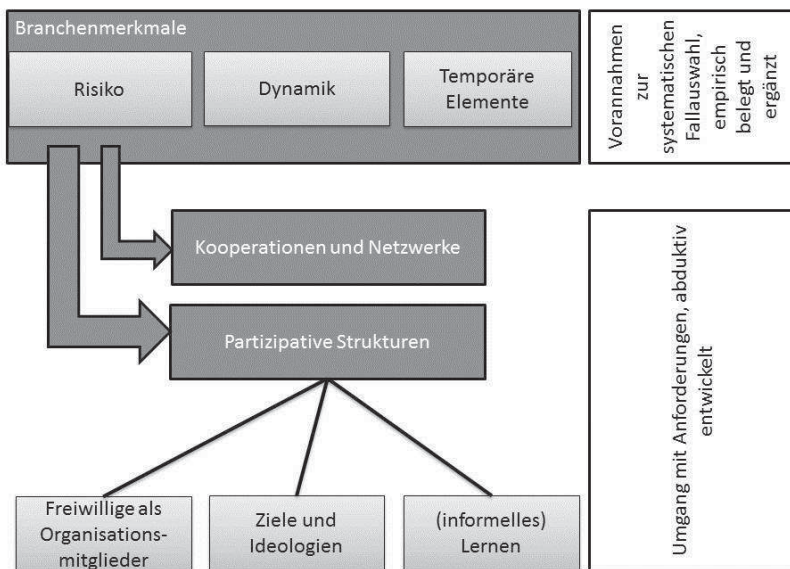 Branchenmerkmale
Risiko
Dynamik
Temporäre
Elemente
Vorannahmen
zur
systematischen
Fallauswahl,
empirisch
belegt und
ergänzt
Kooperationen und Netzwerke
Partizipative Strukturen
Umgang mit Anforderungen, abduktiv
entwickelt
Freiwillige als
Organisations-
mitglieder
Ziele und
Ideologien
(informelles)
Lernen